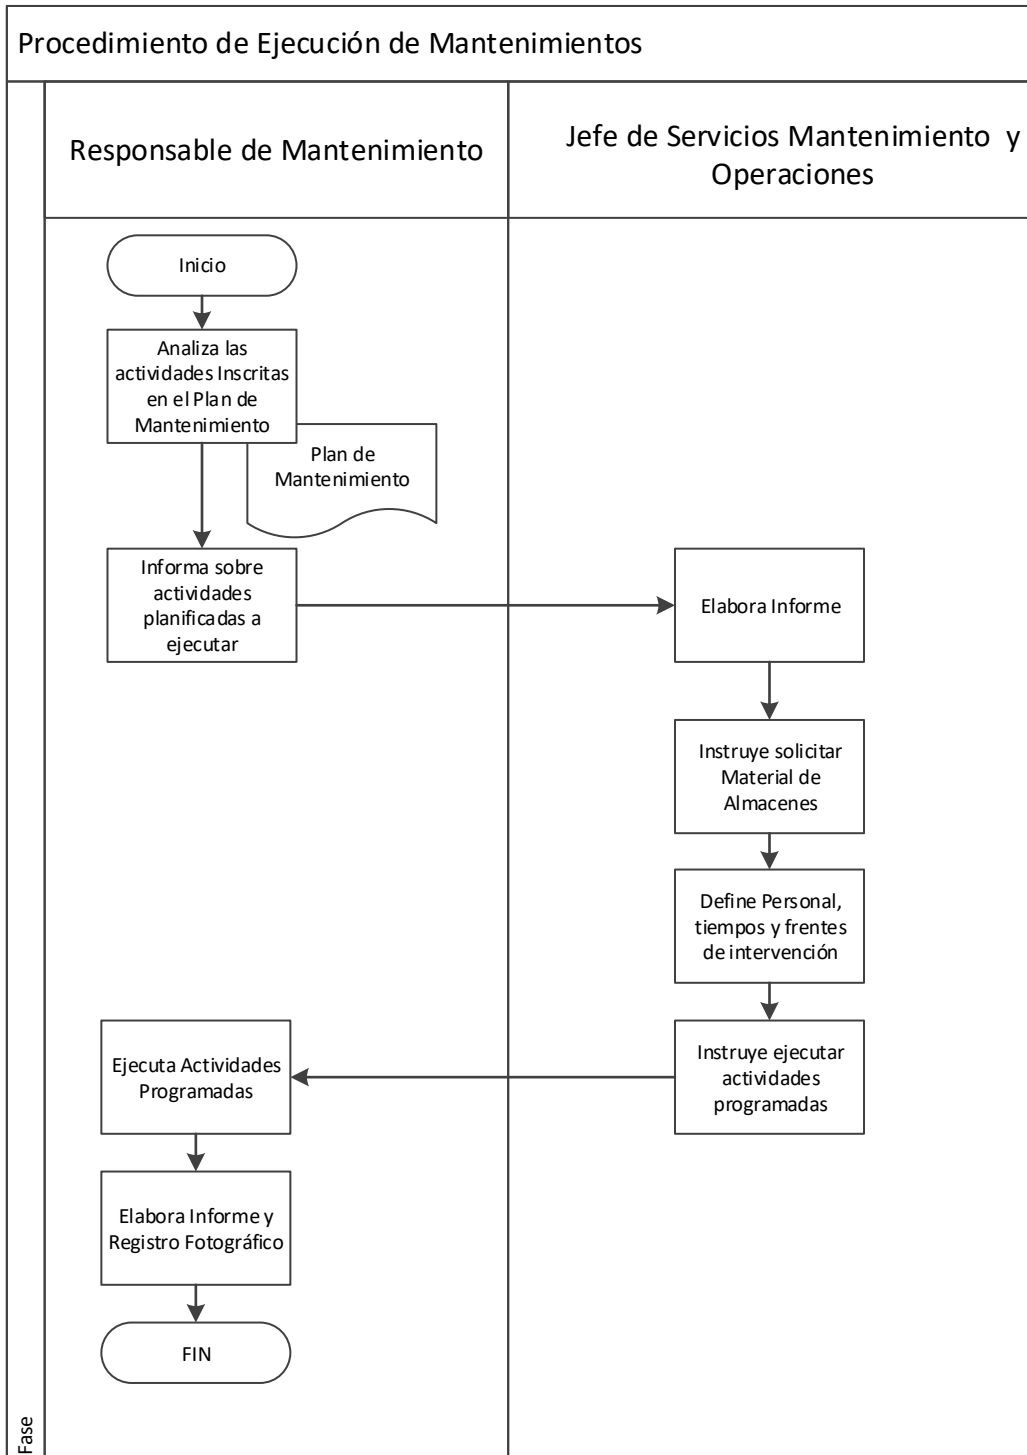 Procedimiento de Ejecución de Mantenimientos
Responsable de Mantenimiento
Jefe de Servicios Mantenimiento y
Operaciones
Inicio
Analiza las
actividades Inscritas
en el Plan de
Mantenimiento
Plan de
Mantenimiento
Informa sobre
actividades
planificadas a
ejecutar
Elabora Informe
Instruye solicitar
Material de
Almacenes
Define Personal,
tiempos y frentes
de intervención
Instruye ejecutar
actividades
programadas
Ejecuta Actividades
Programadas
Elabora Informe y
Registro Fotográfico
FIN
Fase